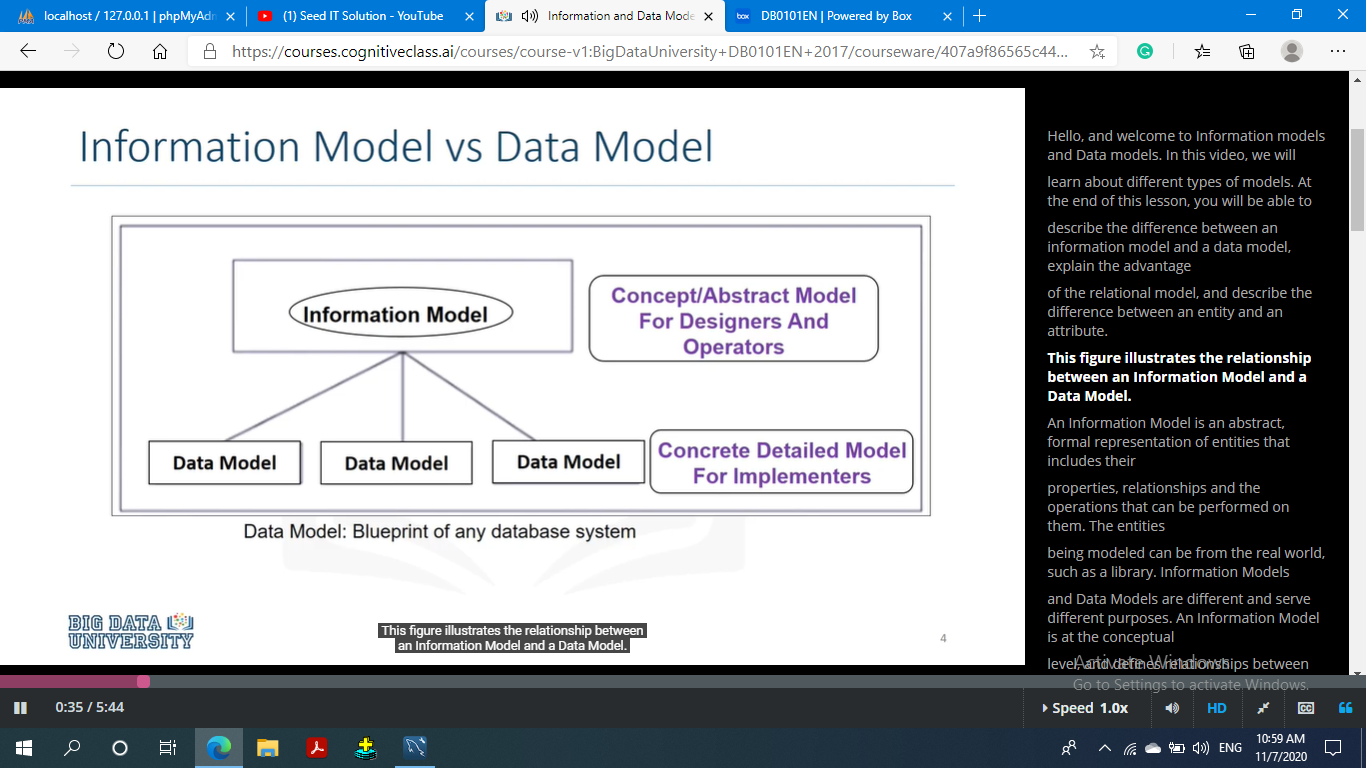 localhost / 127.0.0.1 | phpMyAdn
(1) Seed IT Solution - YouTube
Information and Data Mode
box
DB0101EN | Powered by Box
https://courses.cognitiveclass.ai/courses/course-v1:BigDataUniversity+DB0101EN+2017/courseware/407a9f86565c44...
Information Model vs Data Model
Information Model
Concept/Abstract Model
For Designers And
Operators
Data Model
Data Model
Data Model
Concrete Detailed Model
For Implementers
Data Model: Blueprint of any database system
BIG DATA
UNIVERSITY
This figure illustrates the relationship between
an Information Model and a Data Model.
4
Hello, and welcome to Information models
and Data models. In this video, we will
learn about different types of models. At
the end of this lesson, you will be able to
describe the difference between an
information model and a data model,
explain the advantage
of the relational model, and describe the
difference between an entity and an
attribute.
This figure illustrates the relationship
between an Information Model and a
Data Model.
An Information Model is an abstract,
formal representation of entities that
includes their
properties, relationships and the
operations that can be performed on
them. The entities
being modeled can be from the real world,
such as a library. Information Models
and Data Models are different and serve
different purposes. An Information Model
is at the conceptual
level, and defines relationships between
Activate Windows
Go to Settings to activate Windows.
0:35 / 5:44
Speed 1.0x
HD
CC
ENG
10:59 AM
11/7/2020